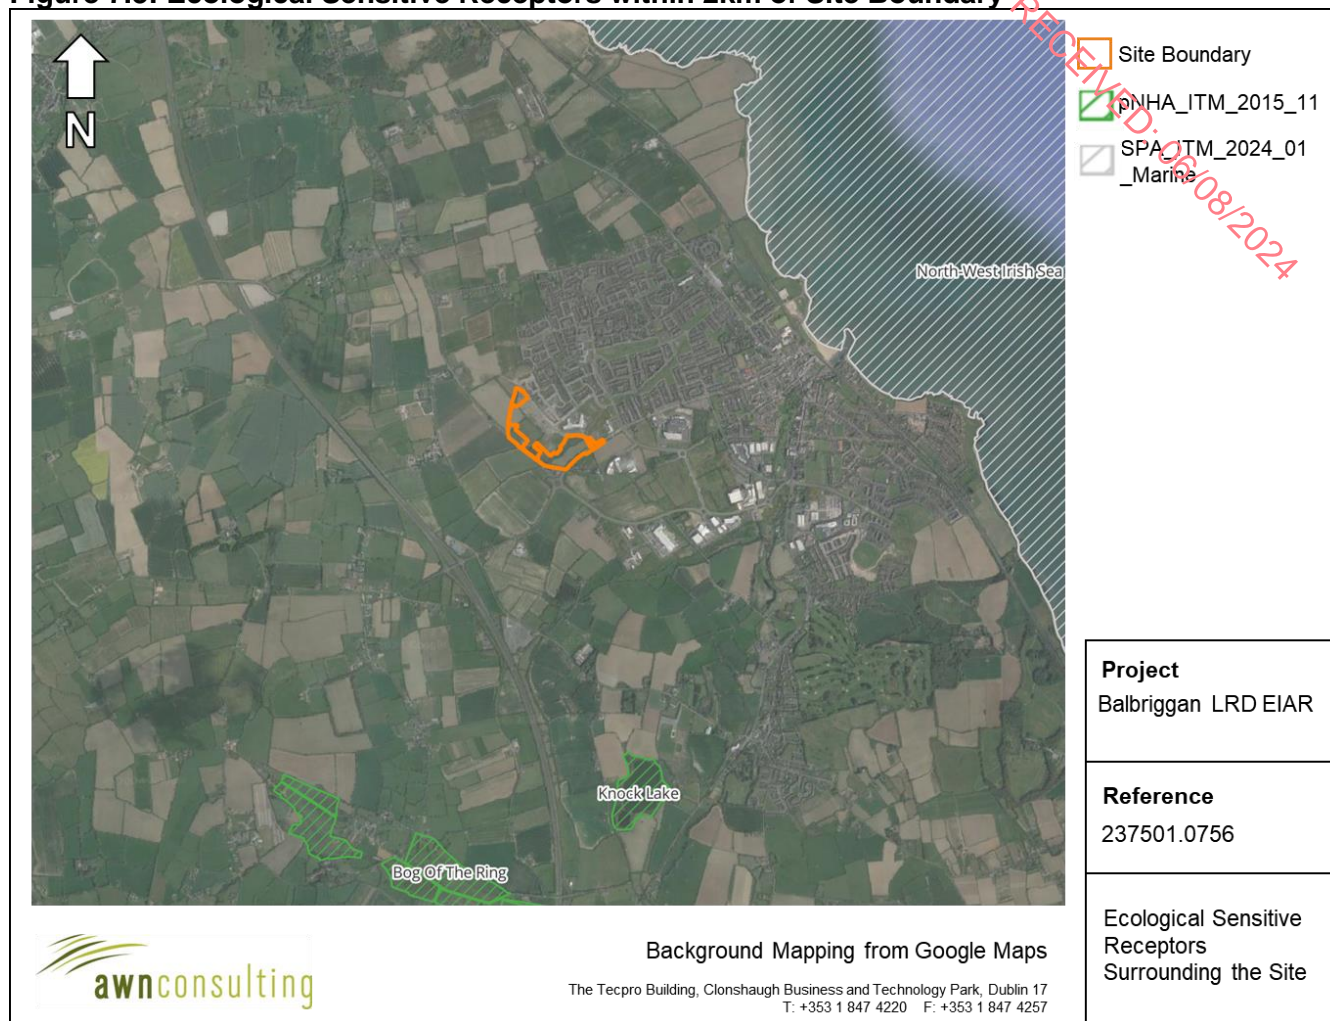 Figure 7.3: Ecological Sensitive Receptors within 2km of Site Boundary
RECEIVED: 06/08/2024
N
Site Boundary
pNHA_ITM_2015_11
SPA_ITM_2024_01
_Marine
North-West Irish Sea
Knock Lake
Bog Of The Ring
Project
Balbriggan LRD EIAR
Reference
237501.0756
Ecological Sensitive
Receptors
Surrounding the Site
awnconsulting
Background Mapping from Google Maps
The Tecpro Building, Clonshaugh Business and Technology Park, Dublin 17
T: +353 1 847 4220 F: +353 1 847 4257